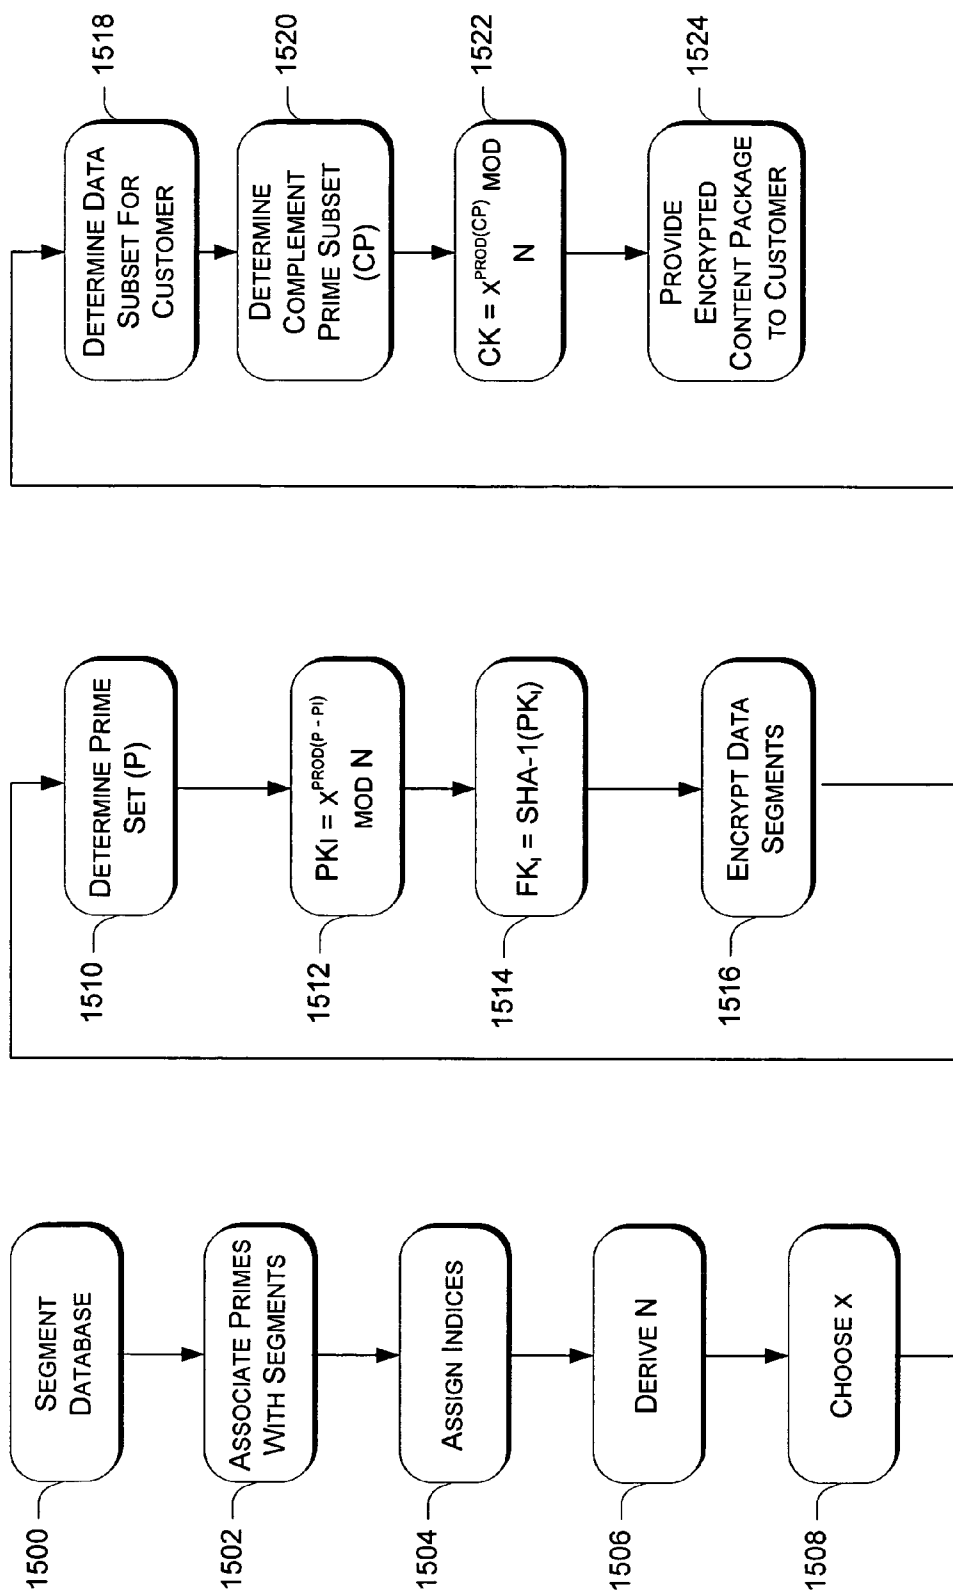 1500
SEGMENT
DATABASE
1502
ASSOCIATE PRIMES
WITH SEGMENTS
1504
ASSIGN INDICES
1506
DERIVE N
1508
CHOOSE X
1510
DETERMINE PRIME
SET (P)
1512
PKI = X^PROD(P - PI)
MOD N
1514
FKI = SHA-1(PKI)
1516
ENCRYPT DATA
SEGMENTS
1518
DETERMINE DATA
SUBSET FOR
CUSTOMER
1520
DETERMINE
COMPLEMENT
PRIME SUBSET
(CP)
1522
CK = X^PROD(CP) MOD
N
1524
PROVIDE
ENCRYPTED
CONTENT PACKAGE
TO CUSTOMER